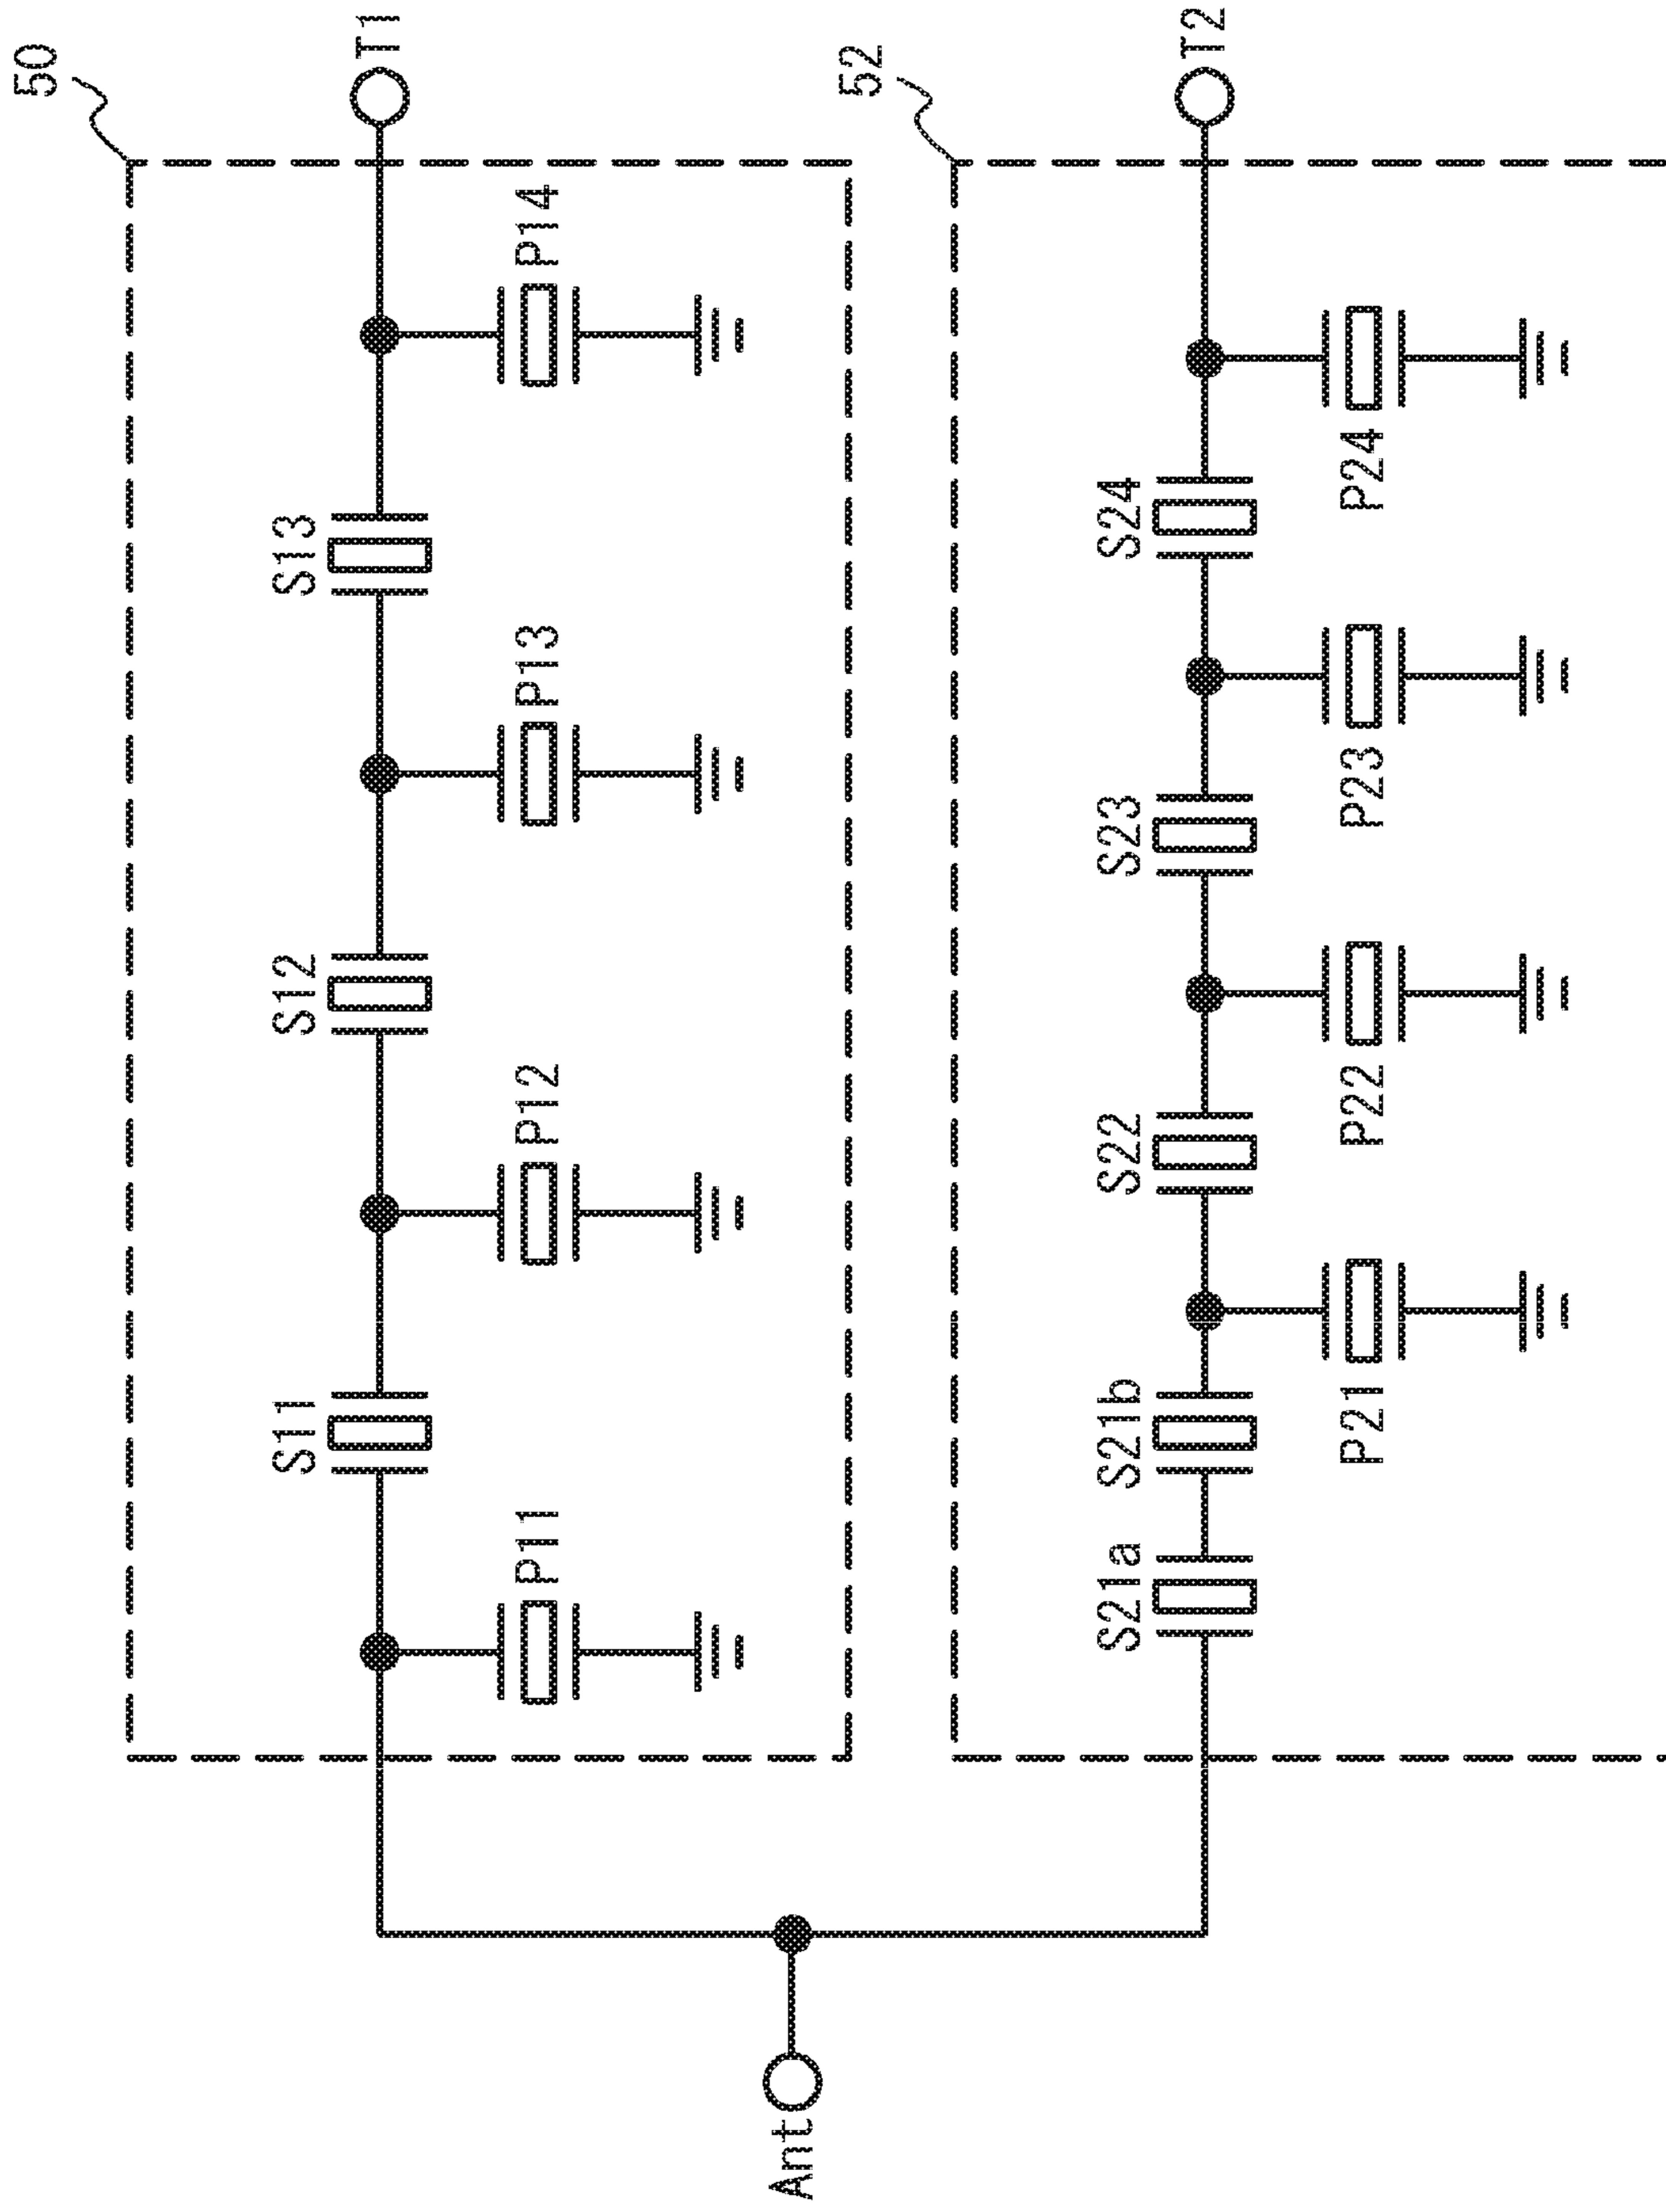 50
S11
S12
S13
T1
P11
P12
P13
P14
Ant
52
S21a
S21b
S22
S23
S24
T2
P21
P22
P23
P24